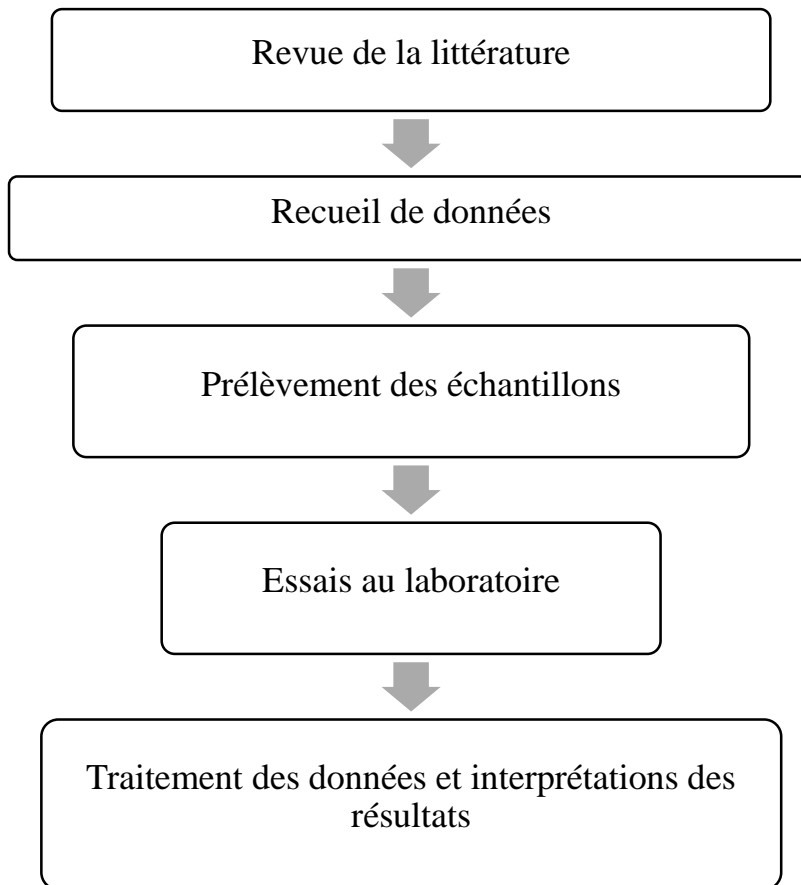 Revue de la littérature
Recueil de données
Prélèvement des échantillons
Essais au laboratoire
Traitement des données et interprétations des
résultats